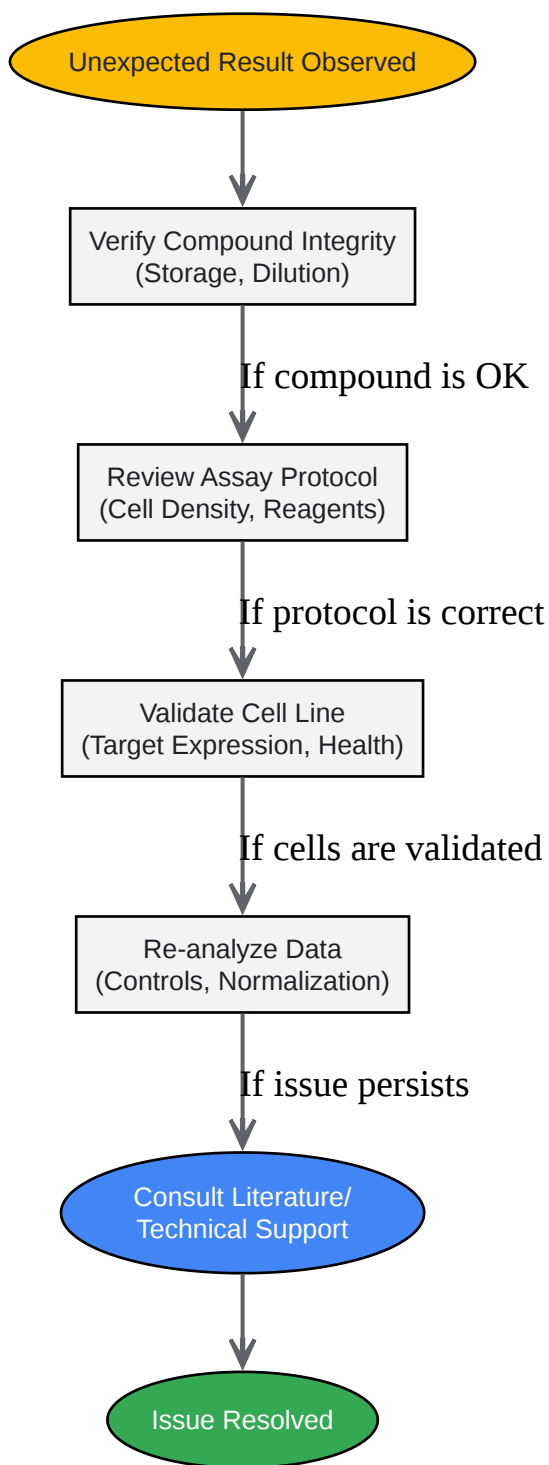 Unexpected Result Observed
Verify Compound Integrity
(Storage, Dilution)
If compound is OK
Review Assay Protocol
(Cell Density, Reagents)
If protocol is correct
Validate Cell Line
(Target Expression, Health)
If cells are validated
Re-analyze Data
(Controls, Normalization)
If issue persists
Consult Literature/
Technical Support
Issue Resolved